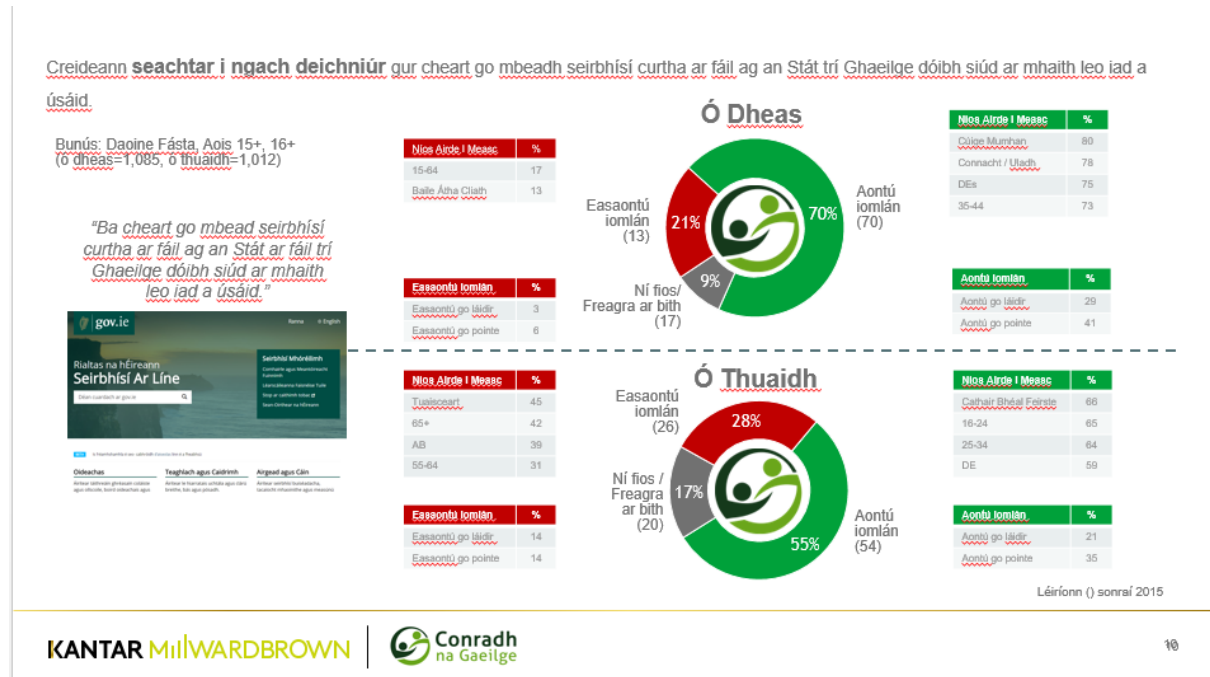 Creideann seachtar i ngach deichniúr gur cheart go mbeadh seirbhísí curtha ar fáil ag an Stát trí Ghaeilge dóibh siúd ar mhaith leo iad a
úsáid.
Bunús: Daoine Fásta, Aois 15+, 16+
(ó dheas=1,085, ó thuaidh=1,012)
“Ba cheart go mbead seirbhísí
curtha ar fáil ag an Stát ar fáil trí
Ghaeilge dóibh siúd ar mhaith
leo iad a úsáid.”
gov.ie
Ranna
English
Rialtas na hÉireann
Seirbhísí Ar Líne
Déan cuardach ar gov.ie
Seirbhísí Mhóréilimh
Oideachas
Teaghlach agus Caidrimh
Airgead agus Cáin
Ó Dheas
Níos Airde I Measc %
15-64 17
Baile Átha Cliath 13
Easaontú Iomlán %
Easaontú go láidir 3
Easaontú go pointe 6
Easaontú
iomlán
(13)
21%
Ní fios/
Freagra ar bith
(17)
9%
70%
Aontú
iomlán
(70)
Níos Airde I Measc %
Cúige Mumhan 80
Connacht / Uladh 78
DEs 75
35-44 73
Aontú Iomlán %
Aontú go láidir 29
Aontú go pointe 41
Ó Thuaidh
Níos Airde I Measc %
Tuaisceart 45
65+ 42
AB 39
55-64 31
Easaontú Iomlán %
Easaontú go láidir 14
Easaontú go pointe 14
Easaontú
iomlán
(26)
28%
Ní fios /
Freagra
ar bith
(20)
17%
55%
Aontú
iomlán
(54)
Níos Airde I Measc %
Cathair Bhéal Feirste 66
16-24 65
25-34 64
DE 59
Aontú Iomlán %
Aontú go láidir 21
Aontú go pointe 35
Léiríonn () sonraí 2015
KANTAR MILLWARDBROWN
Conradh
na Gaeilge